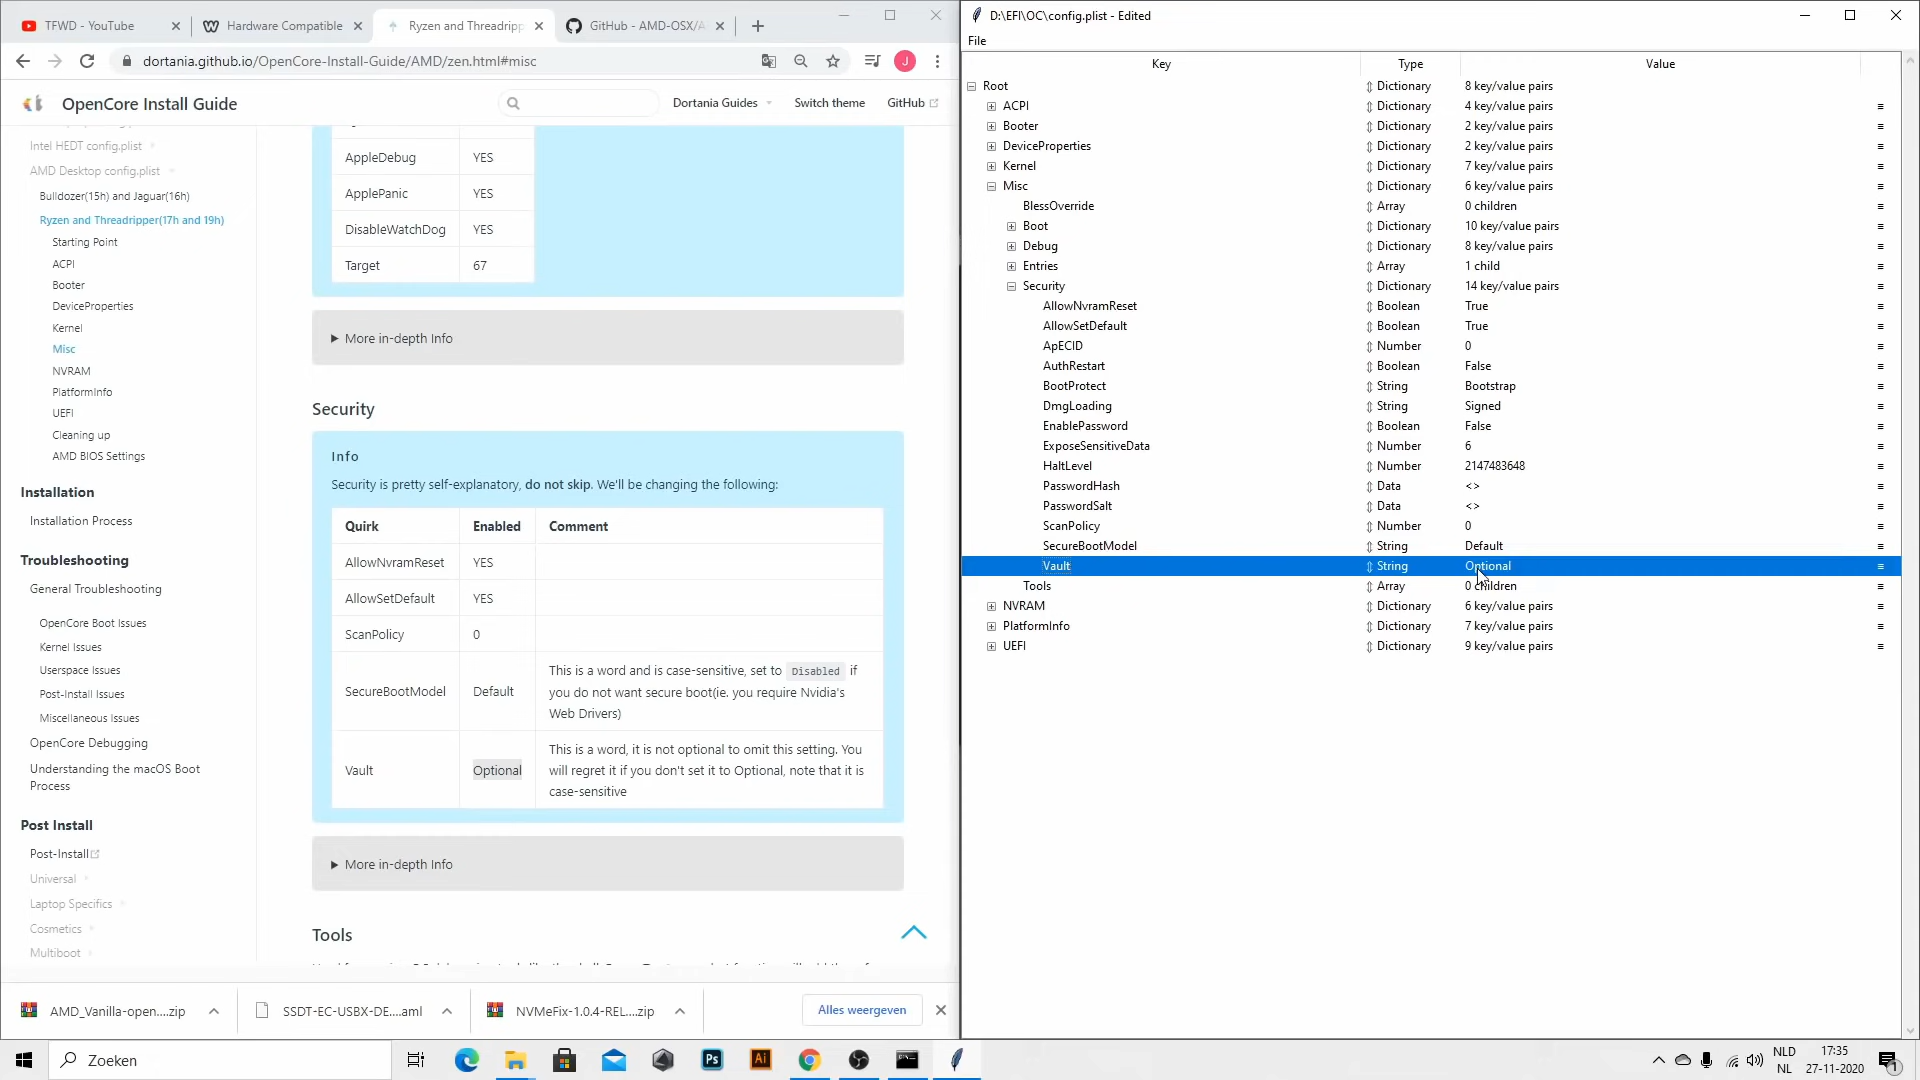 TFWD - YouTube
Hardware Compatible
Ryzen and Threadripp
GitHub - AMD-OSX/A
dortania.github.io/OpenCore-Install-Guide/AMD/zen.html#misc
J
OpenCore Install Guide
Dortania Guides
Switch theme
GitHub
Intel HEDT config.plist
AMD Desktop config.plist
Bulldozer(15h) and Jaguar(16h)
Ryzen and Threadripper(17h and 19h)
Starting Point
ACPI
Booter
DeviceProperties
Kernel
Misc
NVRAM
PlatformInfo
UEFI
Cleaning up
AMD BIOS Settings
Installation
Installation Process
Troubleshooting
General Troubleshooting
OpenCore Boot Issues
Kernel Issues
Userspace Issues
Post-Install Issues
Miscellaneous Issues
OpenCore Debugging
Understanding the macOS Boot
Process
Post Install
Post-Install
Universal
Laptop Specifics
Cosmetics
Multiboot
AppleDebug YES
ApplePanic YES
DisableWatchDog YES
Target 67
More in-depth Info
Security
Info
Security is pretty self-explanatory, do not skip. We'll be changing the following:
Quirk Enabled Comment
AllowNvramReset YES
AllowSetDefault YES
ScanPolicy 0
SecureBootModel Default
This is a word and is case-sensitive, set to Disabled if
you do not want secure boot(ie. you require Nvidia's
Web Drivers)
Vault Optional
This is a word, it is not optional to omit this setting. You
will regret it if you don't set it to Optional, note that it is
case-sensitive
More in-depth Info
Tools
AMD_Vanilla-open....zip
SSDT-EC-USBX-DE....aml
NVMeFix-1.0.4-REL....zip
Alles weergeven
D:\EFI\OC\config.plist - Edited
File
Key Type Value
Root Dictionary 8 key/value pairs
ACPI Dictionary 4 key/value pairs
Booter Dictionary 2 key/value pairs
DeviceProperties Dictionary 2 key/value pairs
Kernel Dictionary 7 key/value pairs
Misc Dictionary 6 key/value pairs
BlessOverride Array 0 children
Boot Dictionary 10 key/value pairs
Debug Dictionary 8 key/value pairs
Entries Array 1 child
Security Dictionary 14 key/value pairs
AllowNvramReset Boolean True
AllowSetDefault Boolean True
ApECID Number 0
AuthRestart Boolean False
BootProtect String Bootstrap
DmgLoading String Signed
EnablePassword Boolean False
ExposeSensitiveData Number 6
HaltLevel Number 2147483648
PasswordHash Data <>
PasswordSalt Data <>
ScanPolicy Number 0
SecureBootModel String Default
Vault String Optional
Tools Array 0 children
NVRAM Dictionary 6 key/value pairs
PlatformInfo Dictionary 7 key/value pairs
UEFI Dictionary 9 key/value pairs
Zoeken
Ps
Ai
NLD
NL
17:35
27-11-2020
1